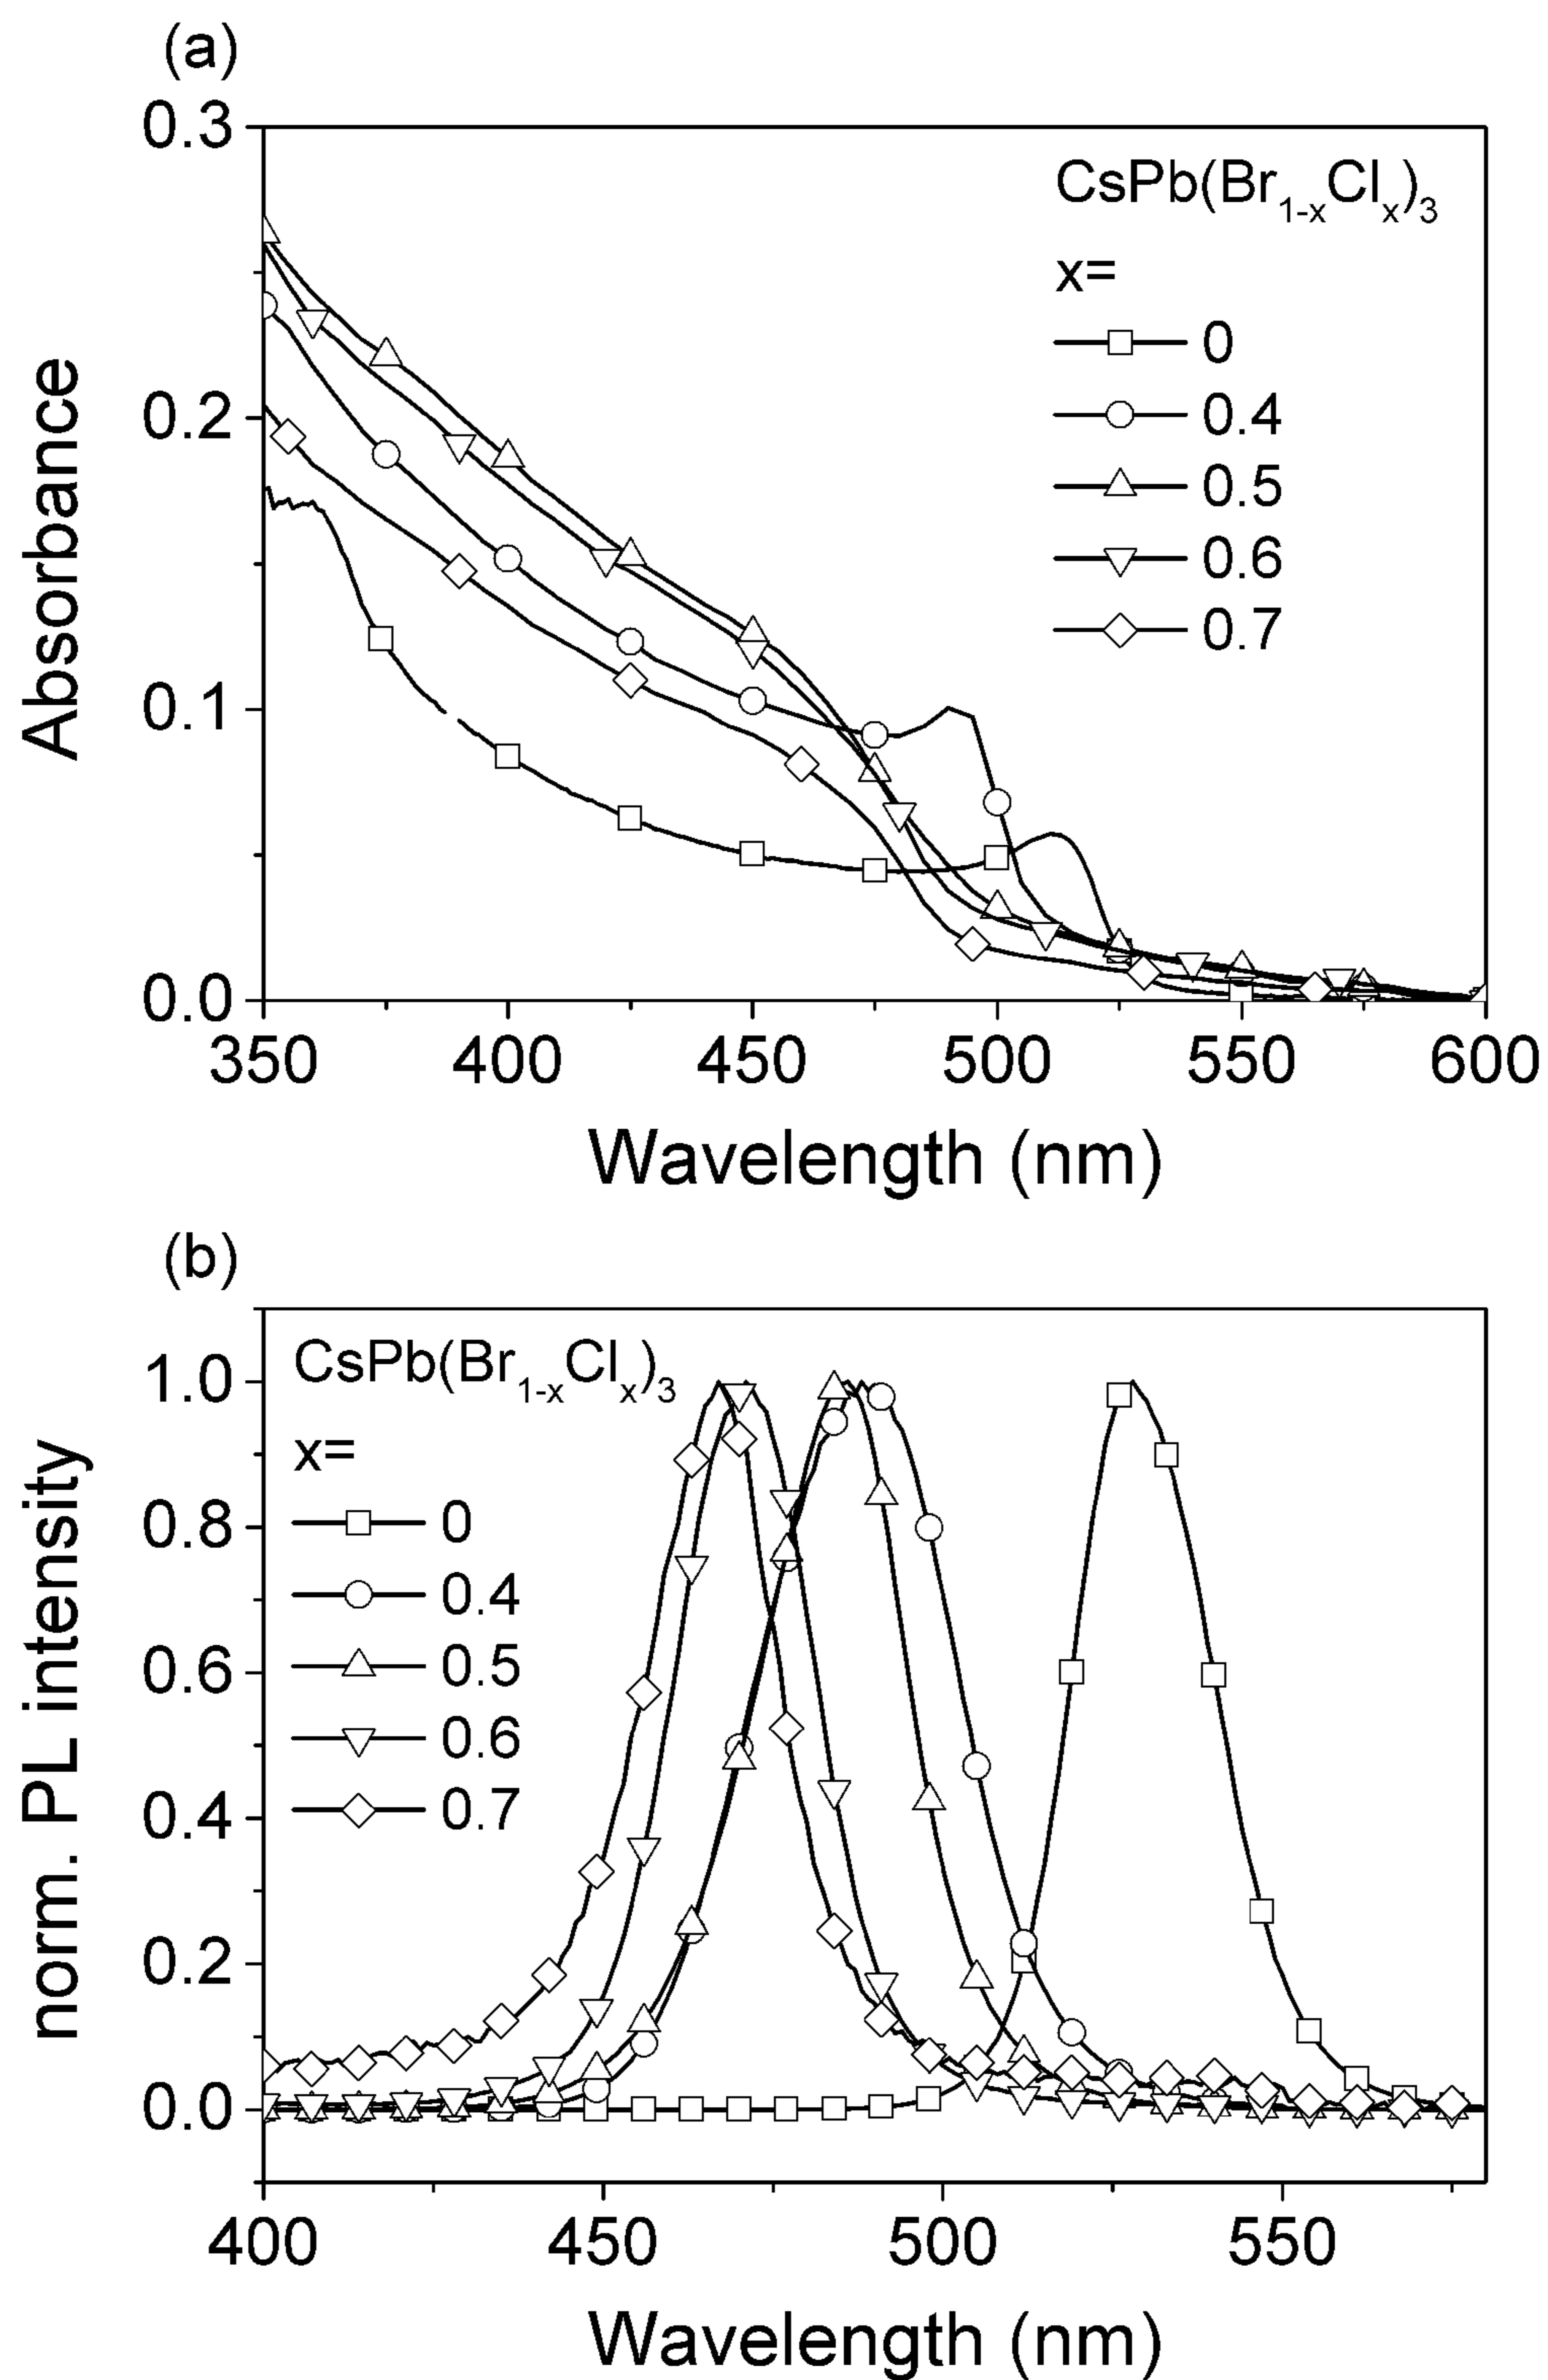 (a)
0.3
0.2
0.1
0.0
Absorbance
CsPb(Br1-xClx)3
x=
0
0.4
0.5
0.6
0.7
350 400 450 500 550 600
Wavelength (nm)
(b)
1.0
0.8
0.6
0.4
0.2
0.0
norm. PL intensity
CsPb(Br1-xClx)3
x=
0
0.4
0.5
0.6
0.7
400 450 500 550
Wavelength (nm)